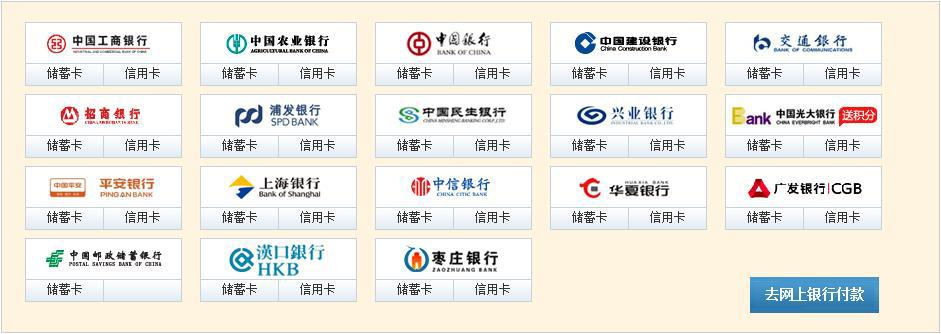 中国工商银行 中国农业银行 中国银行 中国建设银行 交通银行
INDUSTRIAL AND COMMERCIAL BANK OF CHINA AGRICULTURAL BANK OF CHINA BANK OF CHINA China Construction Bank BANK OF COMMUNICATIONS
储蓄卡 信用卡 储蓄卡 信用卡 储蓄卡 信用卡 储蓄卡 信用卡 储蓄卡 信用卡
招商银行 浦发银行 中国民生银行 兴业银行 Bank 中国光大银行 送积分
CHINA MERCHANTS BANK SPD BANK CHINA MINSHENG BANKING CORP.,LTD INDUSTRIAL BANK CO.,LTD. CHINA EVERBRIGHT BANK
储蓄卡 信用卡 储蓄卡 信用卡 储蓄卡 信用卡 储蓄卡 信用卡 储蓄卡 信用卡
中国平安 平安银行 上海银行 中信银行 HUA XIA BANK 华夏银行 广发银行|CGB
PING AN BANK Bank of Shanghai CHINA CITIC BANK
储蓄卡 信用卡 储蓄卡 信用卡 储蓄卡 信用卡 储蓄卡 信用卡 储蓄卡 信用卡
中国邮政储蓄银行 漢口銀行 枣庄银行
POSTAL SAVINGS BANK OF CHINA HKB ZAOZHUANG BANK
储蓄卡 储蓄卡 信用卡 储蓄卡 信用卡
去网上银行付款